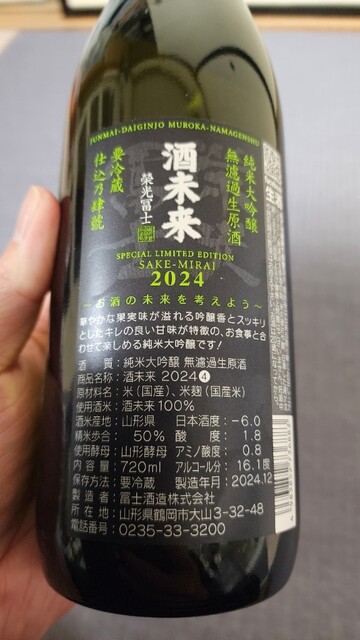 JUNMAI-DAIGINJO MUROKA-NAMAGENSHU
純米大吟醸
無濾過生原酒
酒未来
榮光冨士
要冷蔵
仕込乃肆號
SPECIAL LIMITED EDITION
SAKE-MIRAI
2024
～お酒の未来を考えよう～
華やかな果実味が溢れる吟醸香とスッキリ
としたキレの良い甘味が特徴の、お食事と合
わせて楽しめる純米大吟醸です!
酒質:純米大吟醸 無濾過生原酒
商品名称:酒未来 2024❹
原材料名:米(国産)、米麹(国産米)
使用酒米:酒未来100%
酒米産地:山形県 日本酒度:-6.0
精米歩合: 50% 酸度: 1.8
使用酵母:山形酵母 アミノ酸度: 0.8
内容量:720ml アルコール分: 16.1度
保存方法:要冷蔵 製造年月:2024.12
製造者:冨士酒造株式会社
所在地:山形県鶴岡市大山3-32-48
電話番号:0235-33-3200